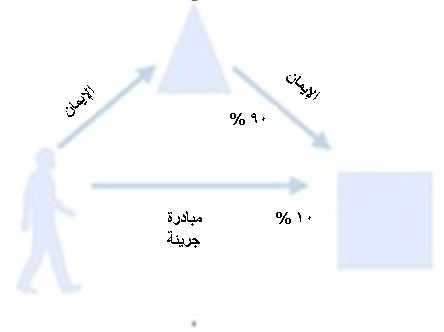 الإيمان
الإيمان
٩٠ %
مبادرة
جريئة
١٠ %